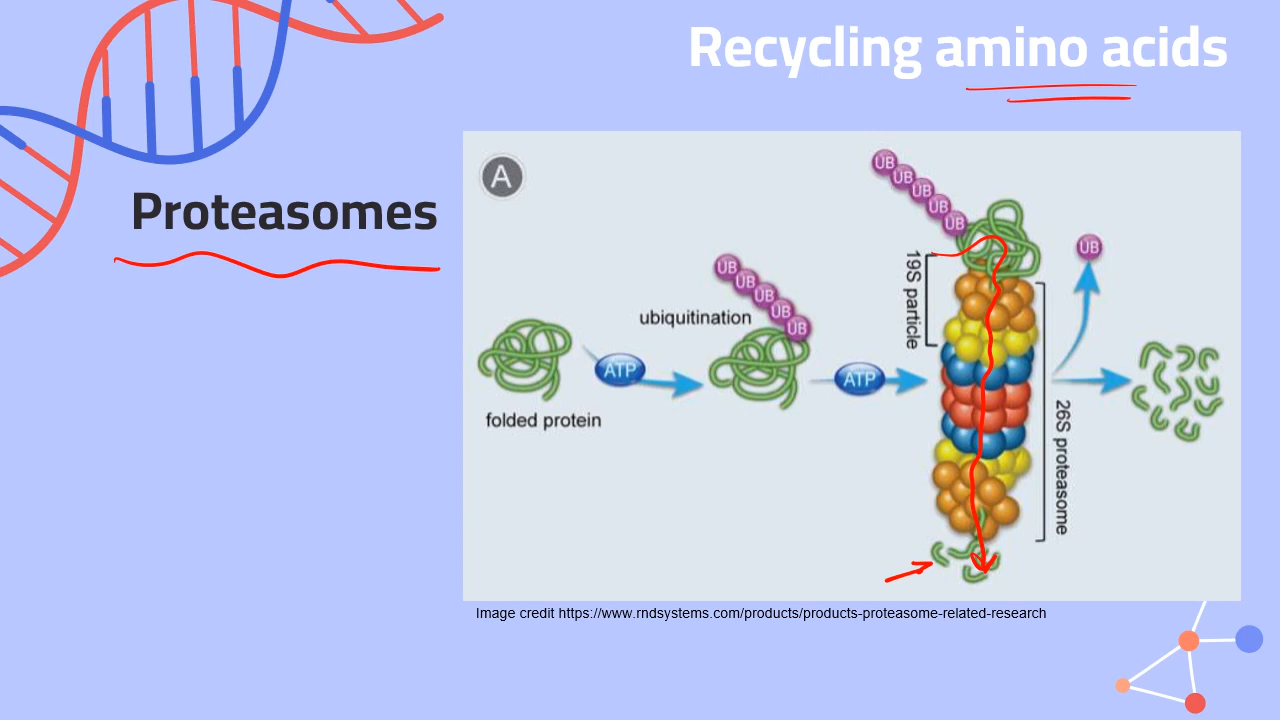 Recycling amino acids
Proteasomes
A
UB
UB
UB
UB
UB
UB
UB
UB
UB
UB
UB
19S particle
ubiquitination
ATP
ATP
folded protein
26S proteasome
Image credit https://www.rndsystems.com/products/products-proteasome-related-research